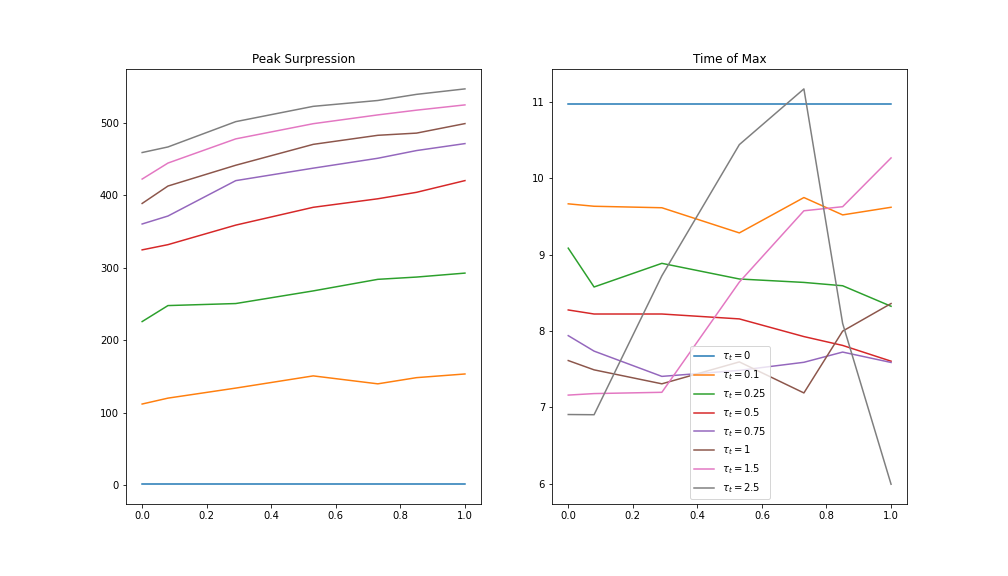 Peak Surpression
500
400
300
200
100
0
0.0 0.2 0.4 0.6 0.8 1.0
Time of Max
11
10
9
8
7
6
0.0 0.2 0.4 0.6 0.8 1.0
τt = 0
τt = 0.1
τt = 0.25
τt = 0.5
τt = 0.75
τt = 1
τt = 1.5
τt = 2.5